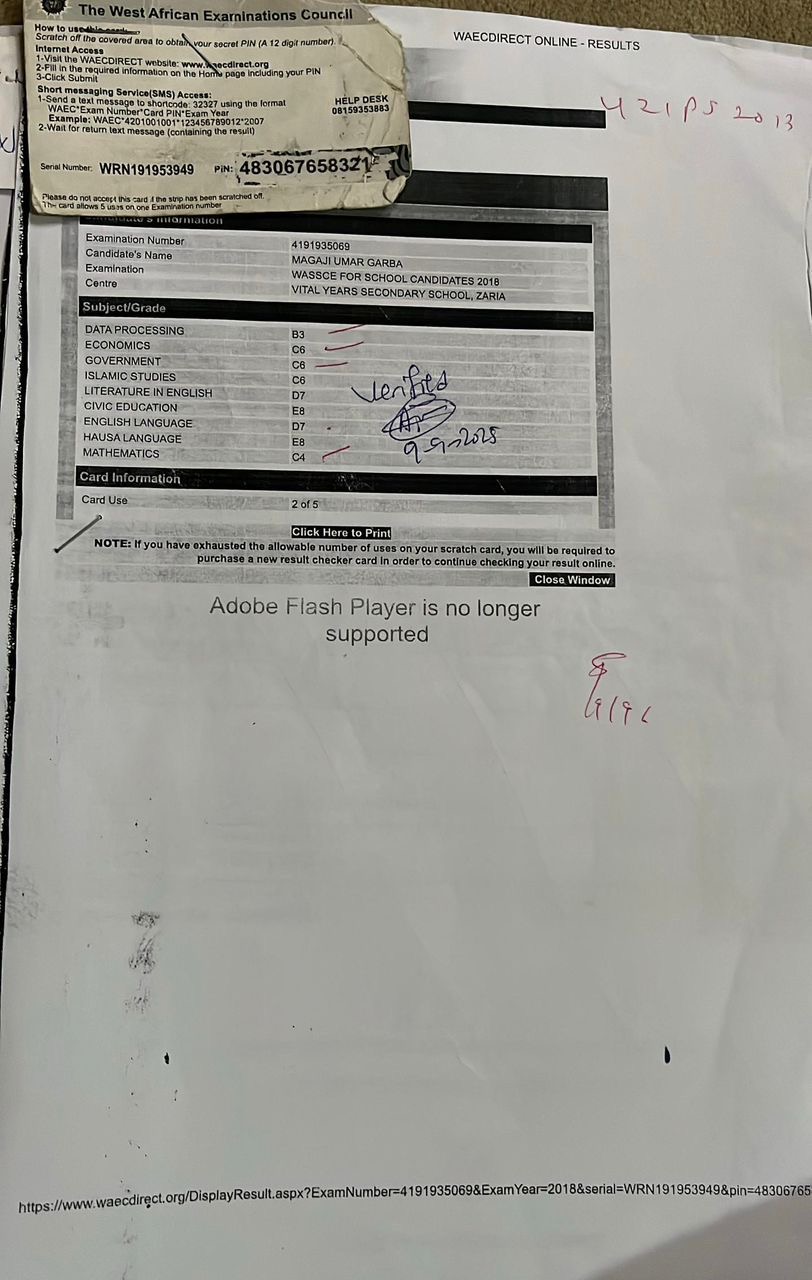 The West African Examinations Council
How to use this card:
Scratch off the covered area to obtain your secret PIN (A 12 digit number).
Internet Access
1-Visit the WAECDIRECT website: www.waecdirect.org
2-Fill in the required information on the Home page including your PIN
3-Click Submit
Short messaging Service(SMS) Access:
1-Send a text message to shortcode: 32327 using the format
WAEC*Exam Number*Card PIN*Exam Year
Example: WAEC*4201001001*123456789012*2007
2-Wait for return text message (containing the result)
HELP DESK
08159353883
Serial Number: WRN191953949 PIN: 483067658321
Please do not accept this card if the strip has been scratched off.
The card allows 5 uses on one Examination number
WAECDIRECT ONLINE - RESULTS
U21PS2013
Candidate's Information
Examination Number 4191935069
Candidate's Name MAGAJI UMAR GARBA
Examination WASSCE FOR SCHOOL CANDIDATES 2018
Centre VITAL YEARS SECONDARY SCHOOL, ZARIA
Subject/Grade
DATA PROCESSING B3
ECONOMICS C6
GOVERNMENT C6
ISLAMIC STUDIES C6
LITERATURE IN ENGLISH D7
CIVIC EDUCATION E8
ENGLISH LANGUAGE D7
HAUSA LANGUAGE E8
MATHEMATICS C4
Verified
9-9-2025
Card Information
Card Use 2 of 5
Click Here to Print
NOTE: If you have exhausted the allowable number of uses on your scratch card, you will be required to
purchase a new result checker card in order to continue checking your result online.
Close Window
Adobe Flash Player is no longer
supported
https://www.waecdirect.org/DisplayResult.aspx?ExamNumber=4191935069&ExamYear=2018&serial=WRN191953949&pin=48306765